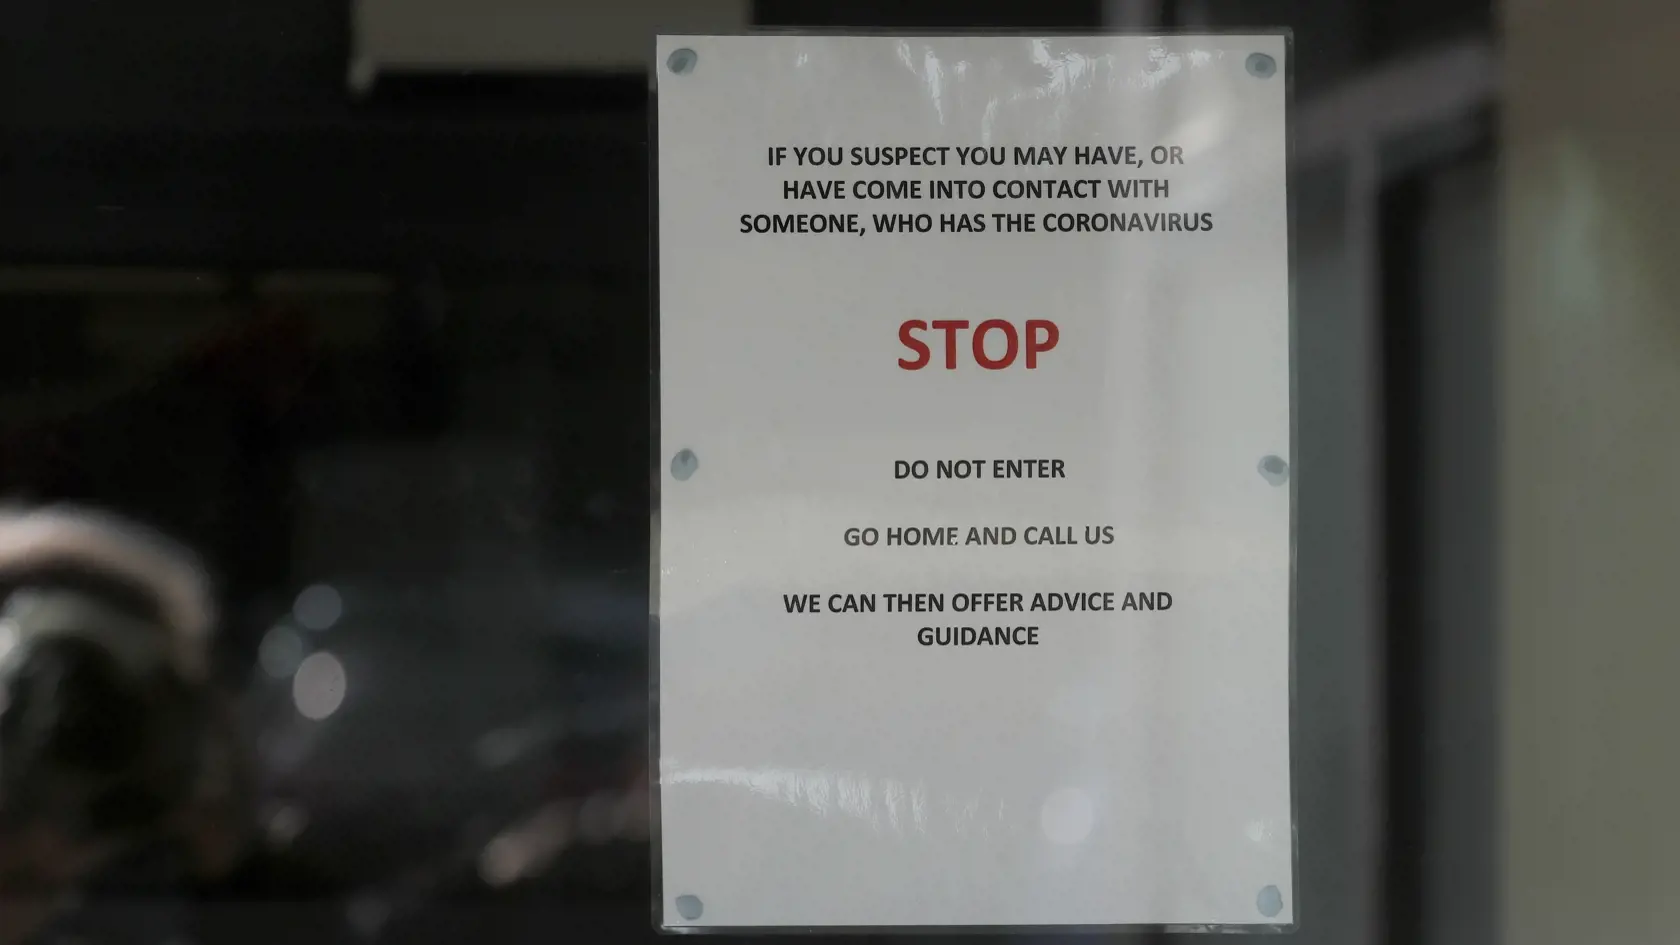 IF YOU SUSPECT YOU MAY HAVE, OR
HAVE COME INTO CONTACT WITH
SOMEONE, WHO HAS THE CORONAVIRUS
STOP
DO NOT ENTER
GO HOME AND CALL US
WE CAN THEN OFFER ADVICE AND
GUIDANCE